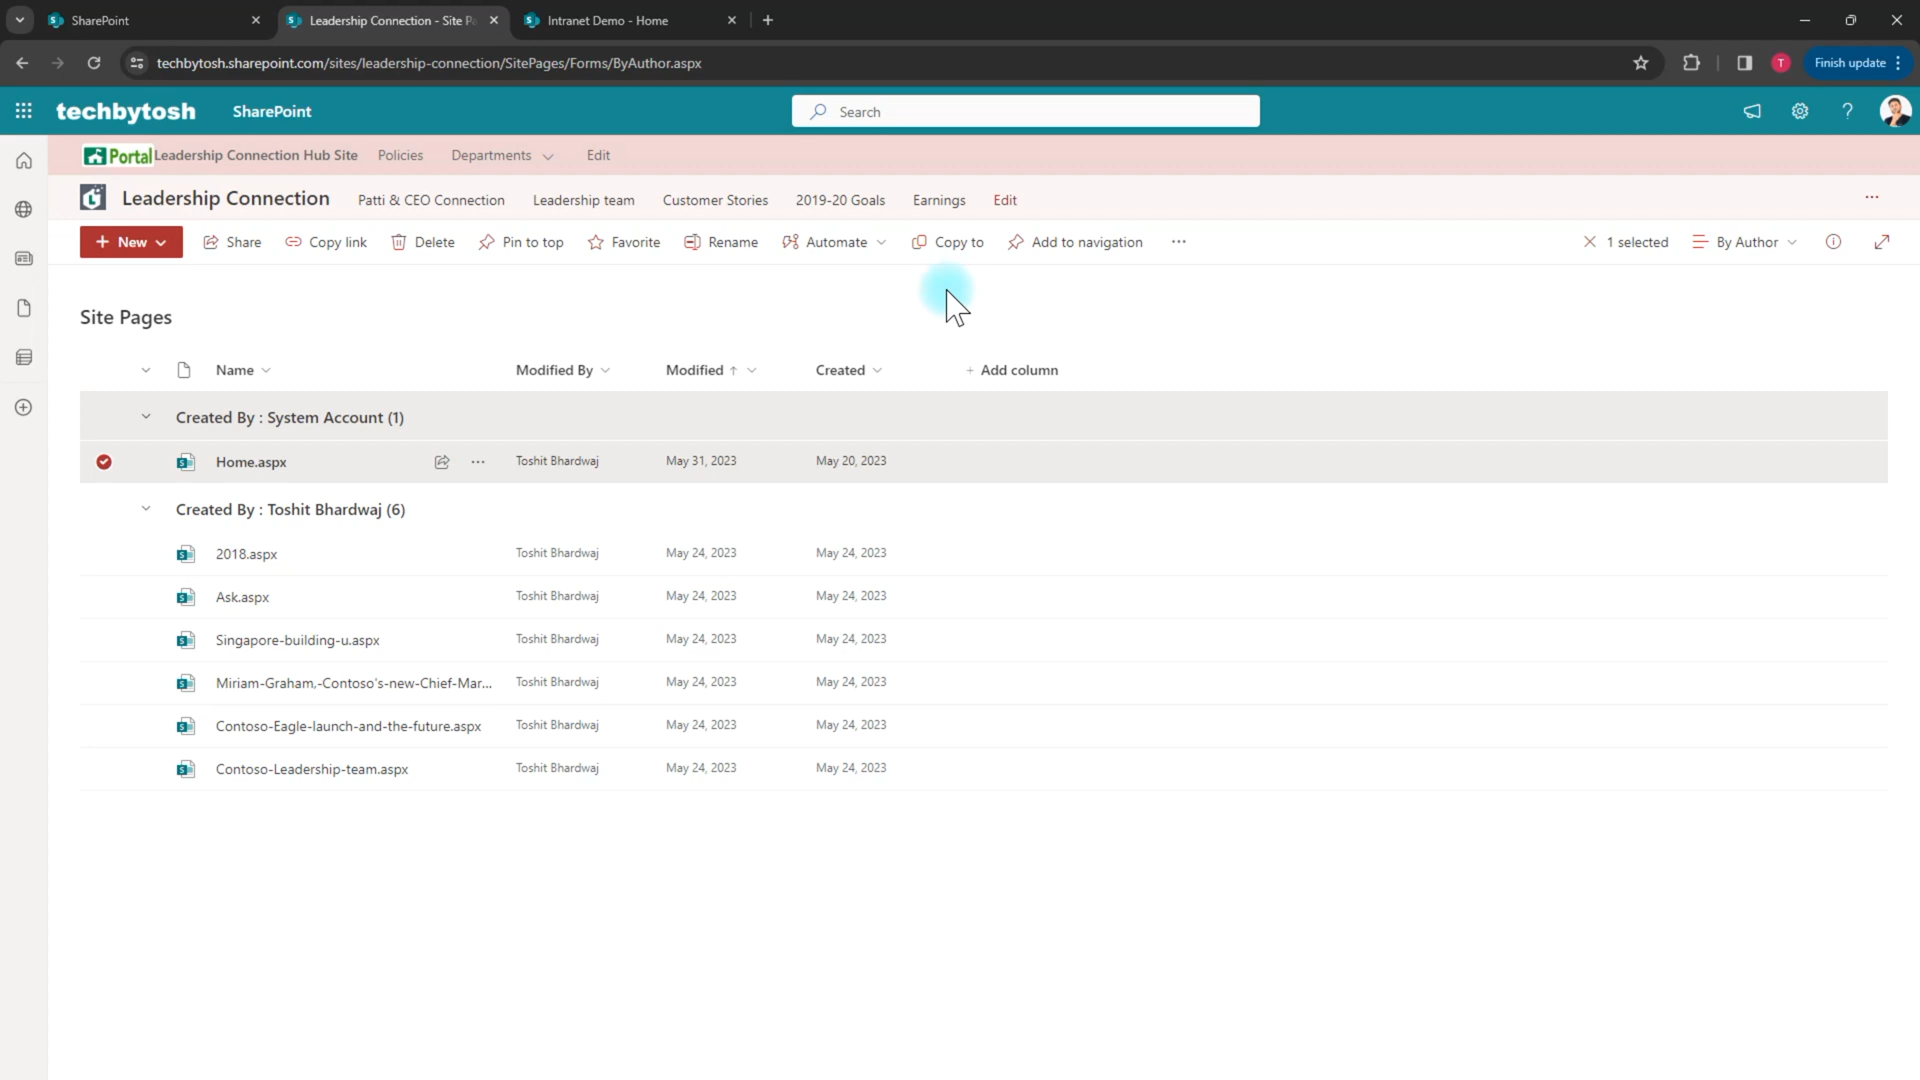 SharePoint
Leadership Connection - Site P
Intranet Demo - Home
techbytosh.sharepoint.com/sites/leadership-connection/SitePages/Forms/ByAuthor.aspx
T
Finish update
techbytosh
SharePoint
Search
Portal
Leadership Connection Hub Site
Policies
Departments
Edit
Leadership Connection
Patti & CEO Connection
Leadership team
Customer Stories
2019-20 Goals
Earnings
Edit
New
Share
Copy link
Delete
Pin to top
Favorite
Rename
Automate
Copy to
Add to navigation
1 selected
By Author
Site Pages
Name
Modified By
Modified
Created
Add column
Created By : System Account (1)
Home.aspx Toshit Bhardwaj May 31, 2023 May 20, 2023
Created By : Toshit Bhardwaj (6)
2018.aspx Toshit Bhardwaj May 24, 2023 May 24, 2023
Ask.aspx Toshit Bhardwaj May 24, 2023 May 24, 2023
Singapore-building-u.aspx Toshit Bhardwaj May 24, 2023 May 24, 2023
Miriam-Graham,-Contoso's-new-Chief-Mar... Toshit Bhardwaj May 24, 2023 May 24, 2023
Contoso-Eagle-launch-and-the-future.aspx Toshit Bhardwaj May 24, 2023 May 24, 2023
Contoso-Leadership-team.aspx Toshit Bhardwaj May 24, 2023 May 24, 2023